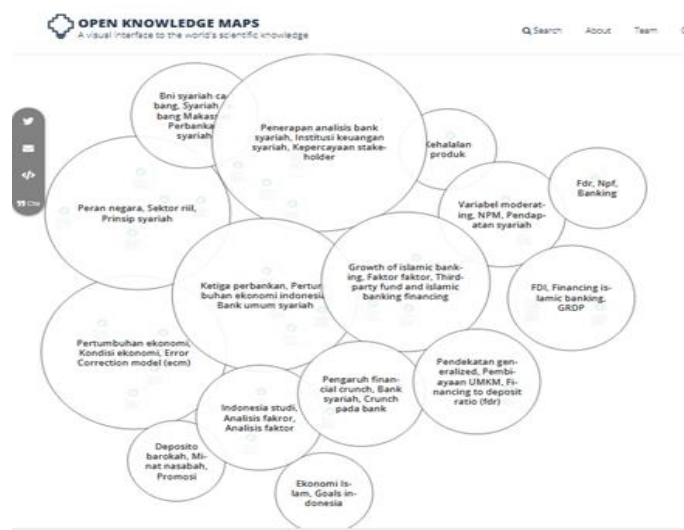 OPEN KNOWLEDGE MAPS
A visual interface to the world's scientific knowledge
Search About Team
Cite
Bni syariah ca
bang, Syariah
bang Makass
Perbanka
syariah
Penerapan analisis bank
syariah, Institusi keuangan
syariah, Kepercayaan stake-
holder
Kehalalan
produk
Peran negara, Sektor riil,
Prinsip syariah
Variabel moderat-
ing, NPM, Pendap-
atan syariah
Fdr, Npf,
Banking
Ketiga perbankan, Pertum
buhan ekonomi indonesia
Bank umum syariah
Growth of islamic bank-
ing, Faktor faktor, Third-
party fund and islamic
banking financing
FDI, Financing is-
lamic banking,
GRDP
Pertumbuhan ekonomi,
Kondisi ekonomi, Error
Correction model (ecm)
Pengaruh finan-
cial crunch, Bank
syariah, Crunch
pada bank
Pendekatan gen-
eralized, Pembi-
ayaan UMKM, Fi-
nancing to deposit
ratio (fdr)
Indonesia studi,
Analisis fakror,
Analisis faktor
Deposito
barokah, Mi-
nat nasabah,
Promosi
Ekonomi Is-
lam, Goals in-
donesia